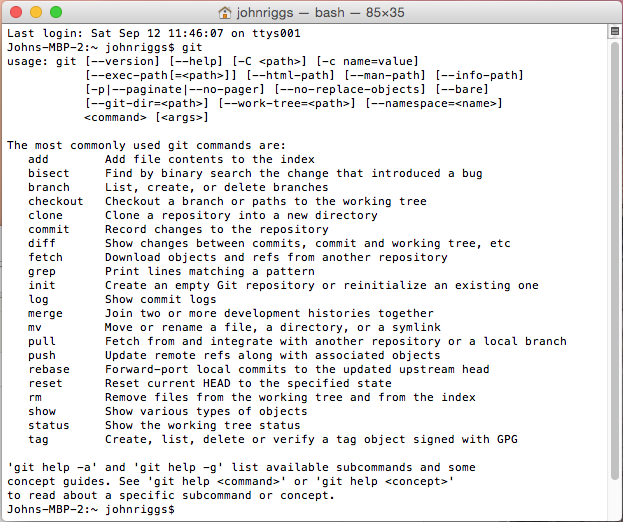 johnriggs — bash — 85×35
Last login: Sat Sep 12 11:46:07 on ttys001
Johns-MBP-2:~ johnriggs$ git
usage: git [--version] [--help] [-C <path>] [-c name=value]
           [--exec-path[=<path>]] [--html-path] [--man-path] [--info-path]
           [-p|--paginate|--no-pager] [--no-replace-objects] [--bare]
           [--git-dir=<path>] [--work-tree=<path>] [--namespace=<name>]
           <command> [<args>]

The most commonly used git commands are:
   add        Add file contents to the index
   bisect     Find by binary search the change that introduced a bug
   branch     List, create, or delete branches
   checkout   Checkout a branch or paths to the working tree
   clone      Clone a repository into a new directory
   commit     Record changes to the repository
   diff       Show changes between commits, commit and working tree, etc
   fetch      Download objects and refs from another repository
   grep       Print lines matching a pattern
   init       Create an empty Git repository or reinitialize an existing one
   log        Show commit logs
   merge      Join two or more development histories together
   mv         Move or rename a file, a directory, or a symlink
   pull       Fetch from and integrate with another repository or a local branch
   push       Update remote refs along with associated objects
   rebase     Forward-port local commits to the updated upstream head
   reset      Reset current HEAD to the specified state
   rm         Remove files from the working tree and from the index
   show       Show various types of objects
   status     Show the working tree status
   tag        Create, list, delete or verify a tag object signed with GPG

'git help -a' and 'git help -g' list available subcommands and some
concept guides. See 'git help <command>' or 'git help <concept>'
to read about a specific subcommand or concept.
Johns-MBP-2:~ johnriggs$